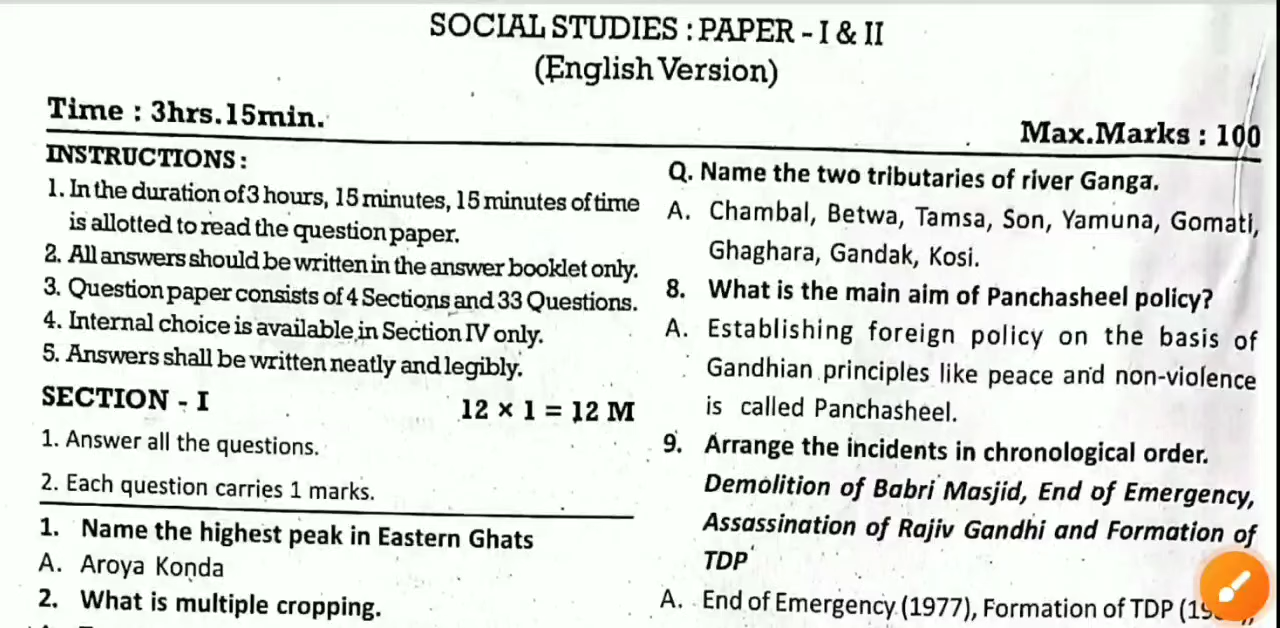 SOCIAL STUDIES : PAPER - I & II
(English Version)
Time : 3hrs.15min.
Max.Marks : 100
INSTRUCTIONS :
1. In the duration of 3 hours, 15 minutes, 15 minutes of time
is allotted to read the question paper.
2. All answers should be written in the answer booklet only.
3. Question paper consists of 4 Sections and 33 Questions.
4. Internal choice is available in Section IV only.
5. Answers shall be written neatly and legibly.
SECTION - I 12 × 1 = 12 M
1. Answer all the questions.
2. Each question carries 1 marks.
1. Name the highest peak in Eastern Ghats
A. Aroya Konda
2. What is multiple cropping.
Q. Name the two tributaries of river Ganga.
A. Chambal, Betwa, Tamsa, Son, Yamuna, Gomati,
Ghaghara, Gandak, Kosi.
8. What is the main aim of Panchasheel policy?
A. Establishing foreign policy on the basis of
Gandhian principles like peace and non-violence
is called Panchasheel.
9. Arrange the incidents in chronological order.
Demolition of Babri Masjid, End of Emergency,
Assassination of Rajiv Gandhi and Formation of
TDP
A. End of Emergency (1977), Formation of TDP